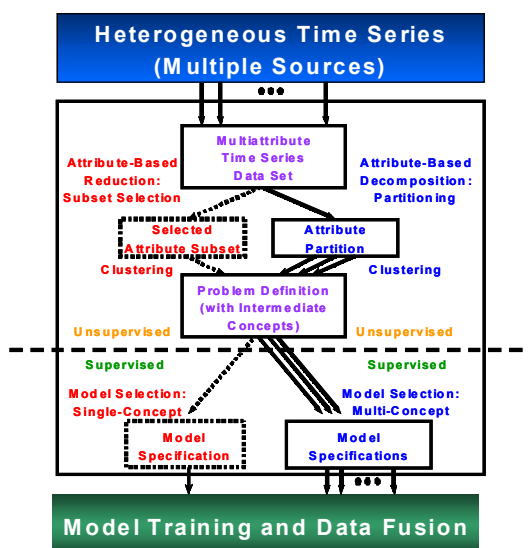 Heterogeneous Time Series
(Multiple Sources)
Multiattribute
Time Series
Data Set
Attribute-Based
Reduction:
Subset Selection
Attribute-Based
Decomposition:
Partitioning
Selected
Attribute Subset
Attribute
Partition
Clustering
Clustering
Problem Definition
(with Intermediate
Concepts)
Unsupervised
Unsupervised
Supervised
Supervised
Model Selection:
Single-Concept
Model Selection:
Multi-Concept
Model
Specification
Model
Specifications
Model Training and Data Fusion